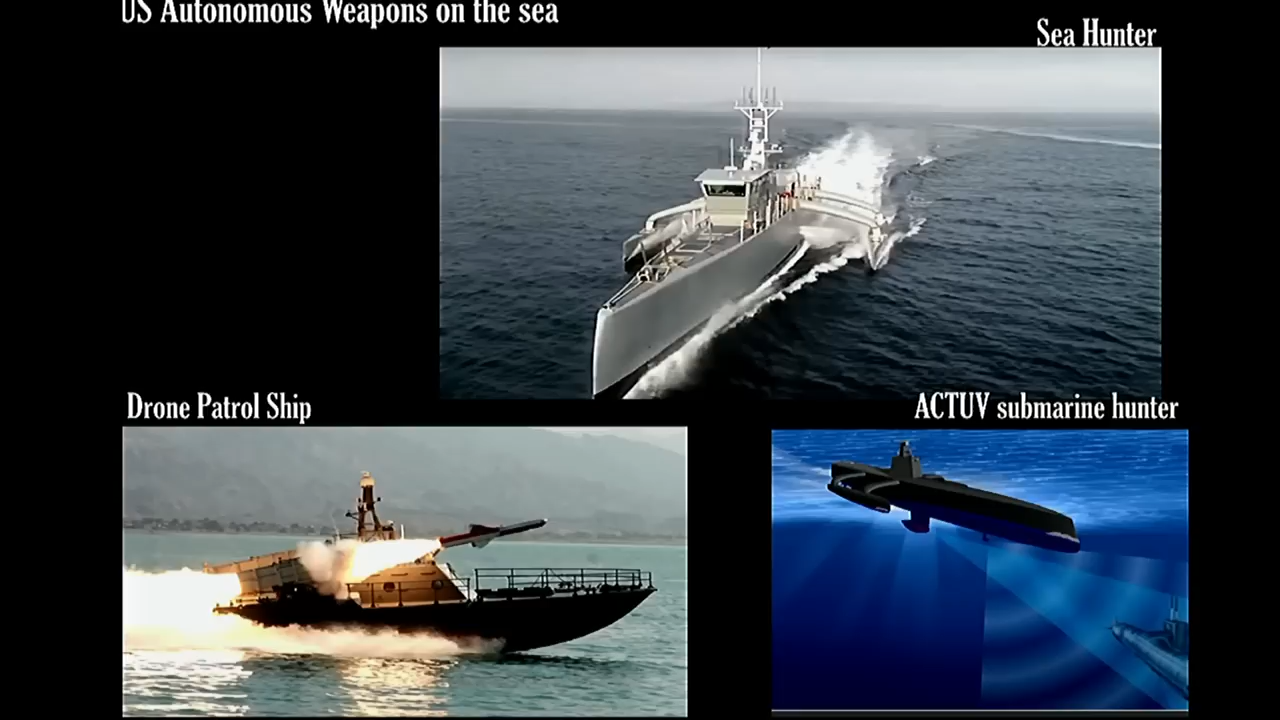 US Autonomous Weapons on the sea
Sea Hunter
Drone Patrol Ship
ACTUV submarine hunter